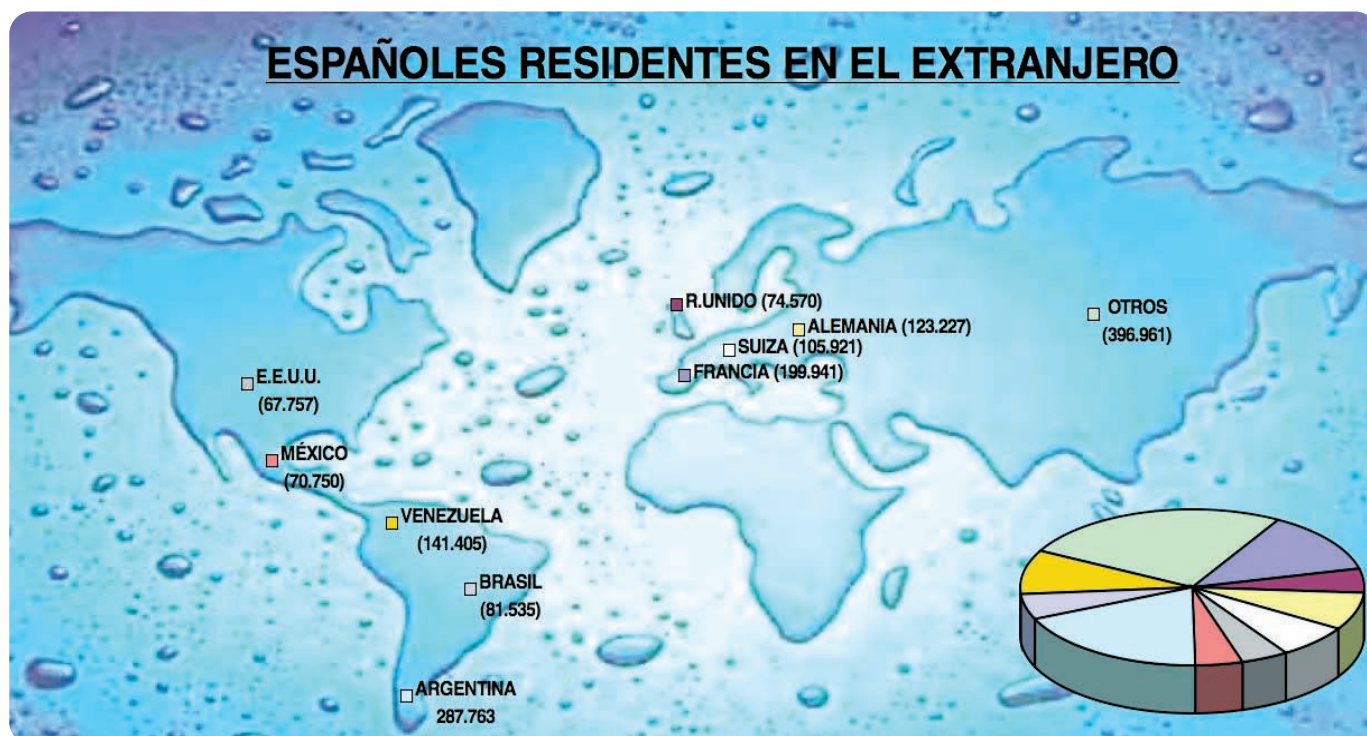 ESPAÑOLES RESIDENTES EN EL EXTRANJERO
R.UNIDO (74.570)
ALEMANIA (123.227)
SUIZA (105.921)
FRANCIA (199.941)
OTROS
(396.961)
E.E.U.U.
(67.757)
MÉXICO
(70.750)
VENEZUELA
(141.405)
BRASIL
(81.535)
ARGENTINA
287.763